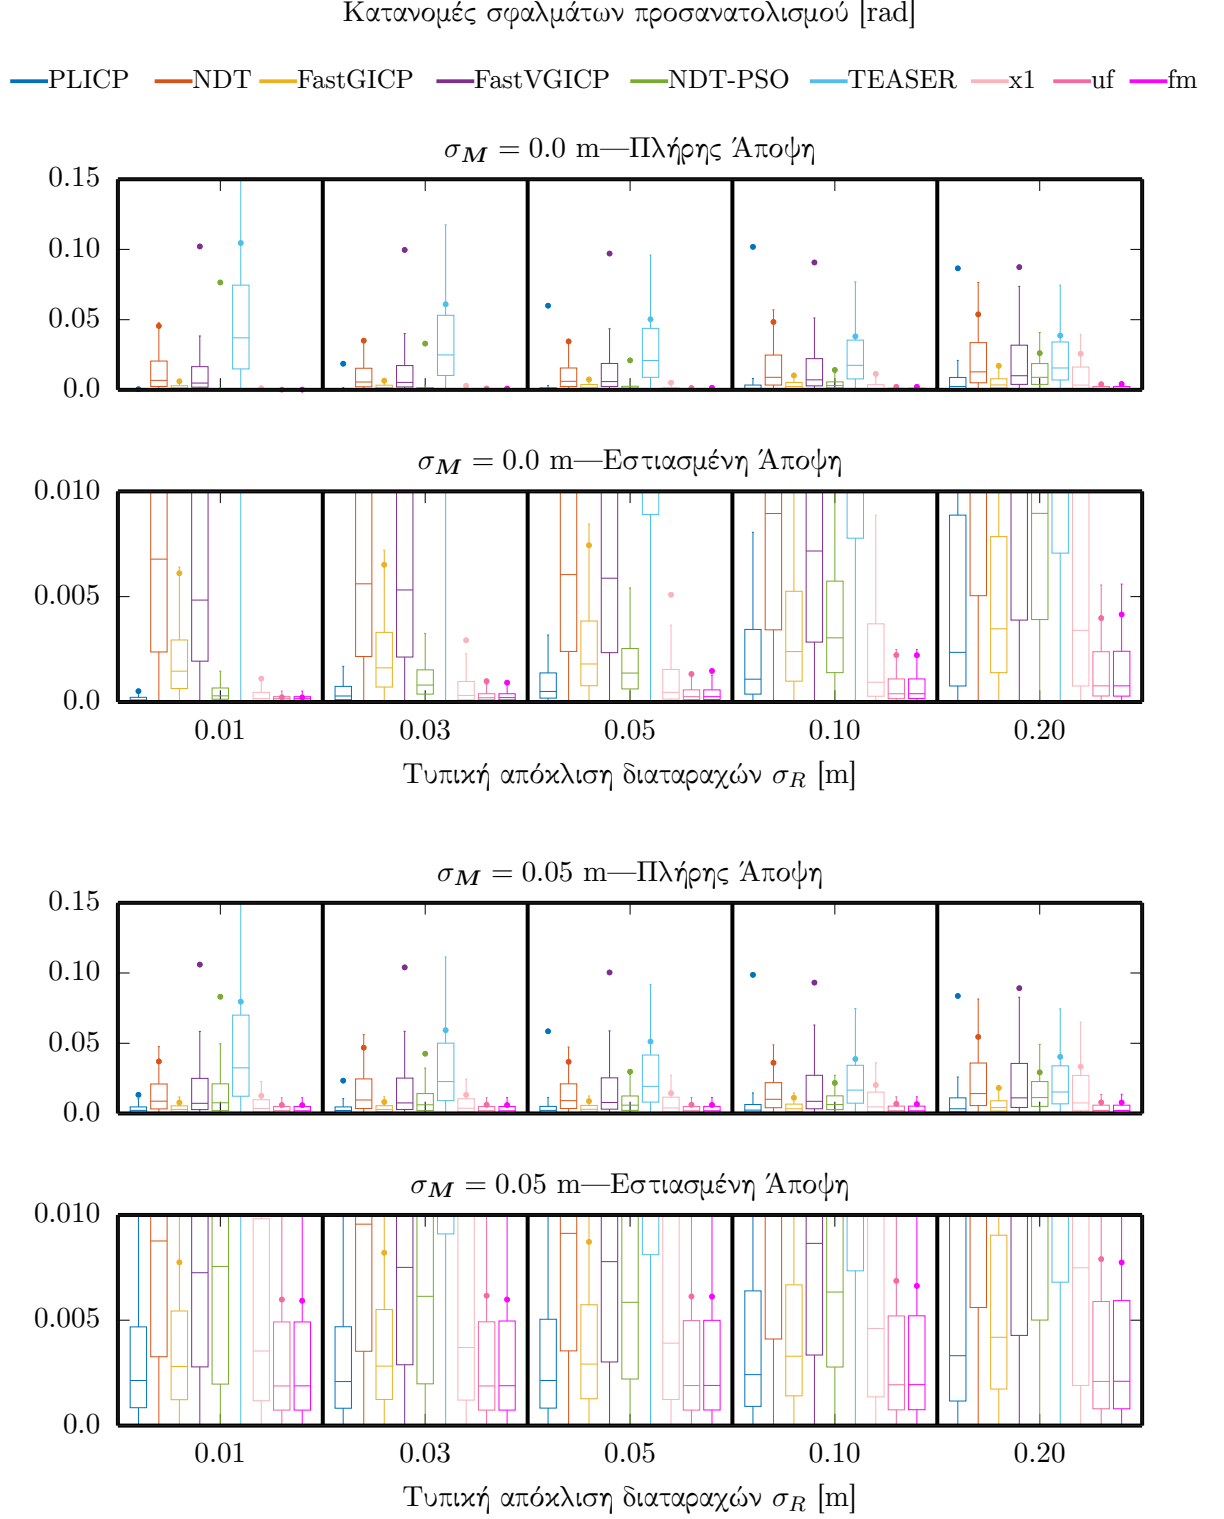 Κατανομές σφαλμάτων προσανατολισμού [rad]
PLICP NDT FastGICP FastVGICP NDT-PSO TEASER x1 uf fm
σ_M = 0.0 m—Πλήρης Άποψη
0.15
0.10
0.05
0.0
σ_M = 0.0 m—Εστιασμένη Άποψη
0.010
0.005
0.0
0.01 0.03 0.05 0.10 0.20
Τυπική απόκλιση διαταραχών σ_R [m]
σ_M = 0.05 m—Πλήρης Άποψη
0.15
0.10
0.05
0.0
σ_M = 0.05 m—Εστιασμένη Άποψη
0.010
0.005
0.0
0.01 0.03 0.05 0.10 0.20
Τυπική απόκλιση διαταραχών σ_R [m]